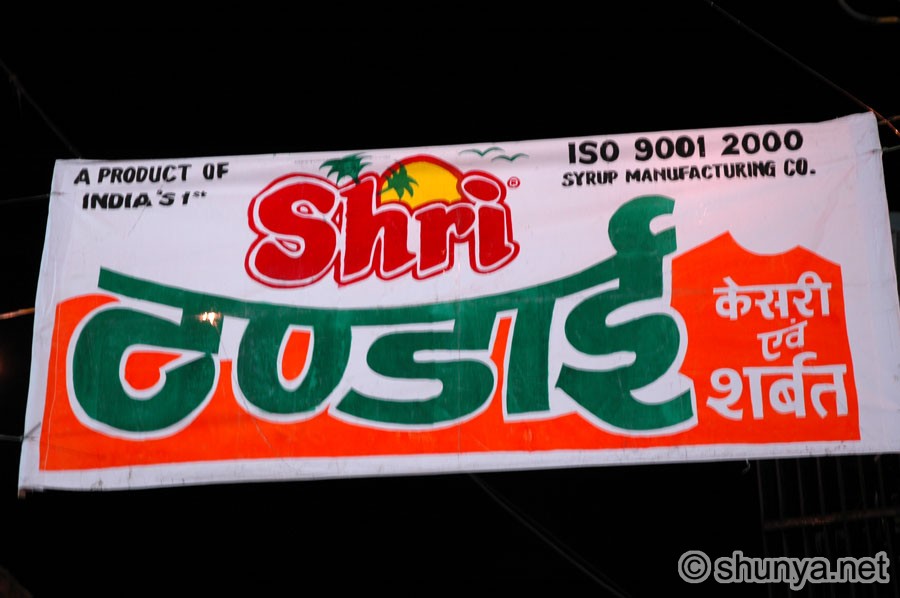 A PRODUCT OF
INDIA'S 1st
Shri®
ISO 9001 2000
SYRUP MANUFACTURING CO.
ठण्डाई
केसरी
एवं
शर्बत
© shunya.net